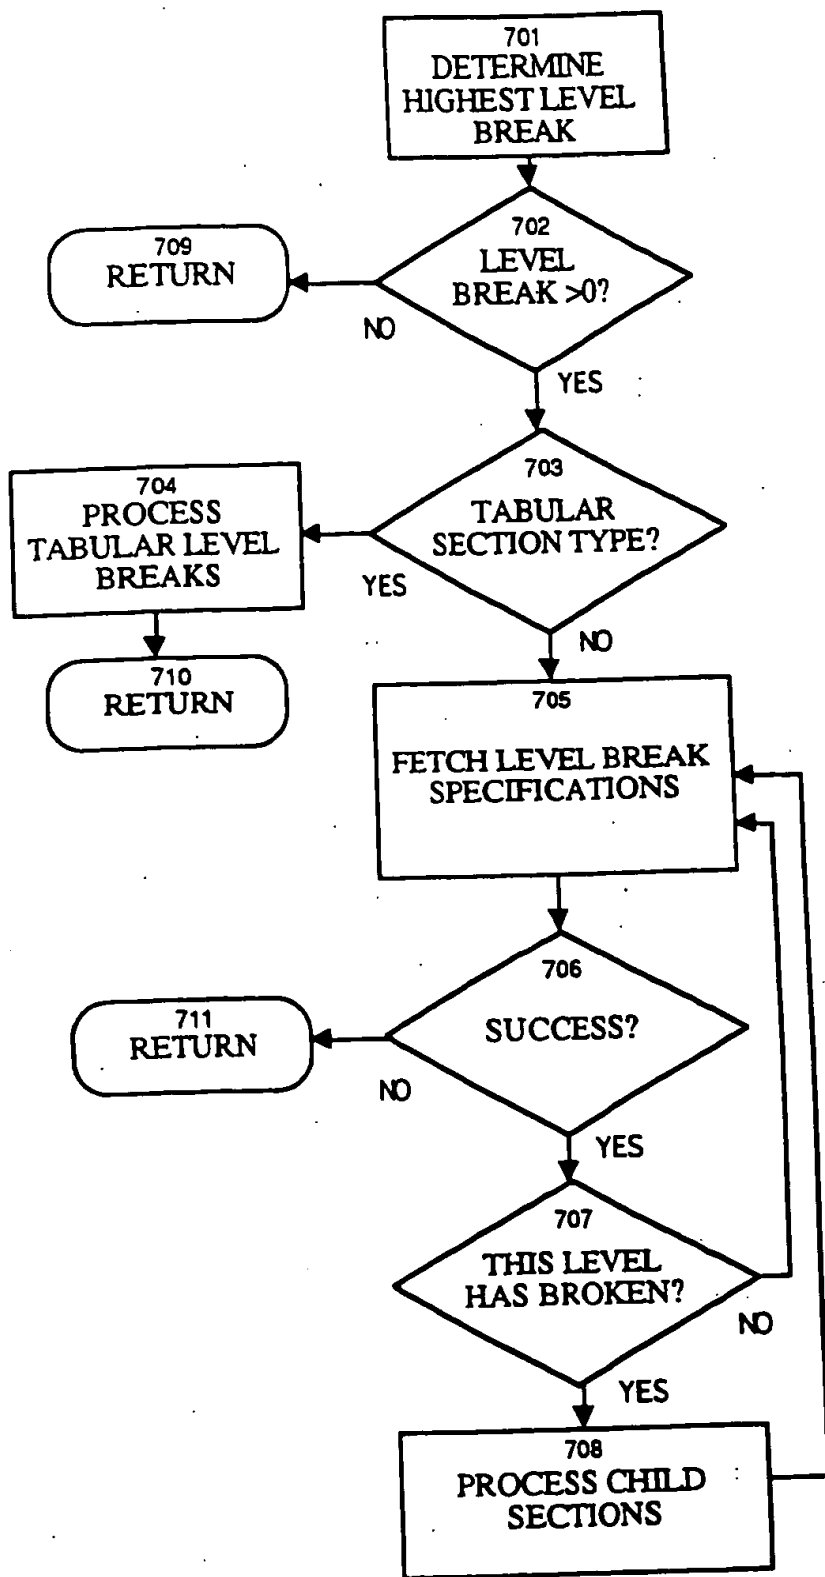 701
DETERMINE
HIGHEST LEVEL
BREAK
702
LEVEL
BREAK >0?
709
RETURN
NO
YES
703
TABULAR
SECTION TYPE?
704
PROCESS
TABULAR LEVEL
BREAKS
YES
NO
710
RETURN
705
FETCH LEVEL BREAK
SPECIFICATIONS
706
SUCCESS?
711
RETURN
NO
YES
707
THIS LEVEL
HAS BROKEN?
NO
YES
708
PROCESS CHILD
SECTIONS